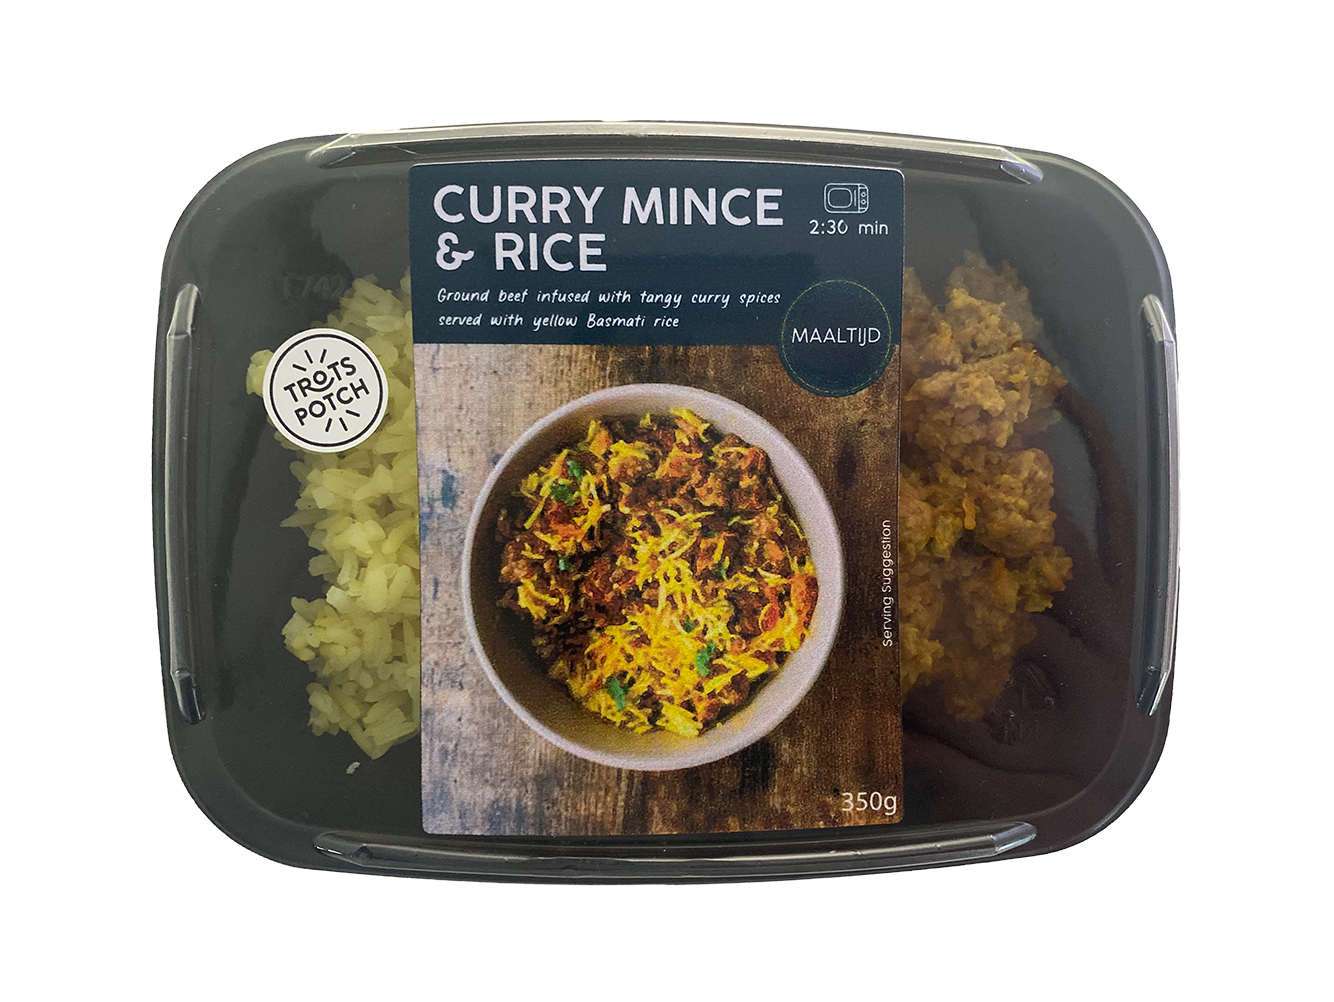 CURRY MINCE
& RICE
2:30 min
Ground beef infused with tangy curry spices
served with yellow Basmati rice
MAALTIJD
TROTS
POTCH
serving suggestion
350g